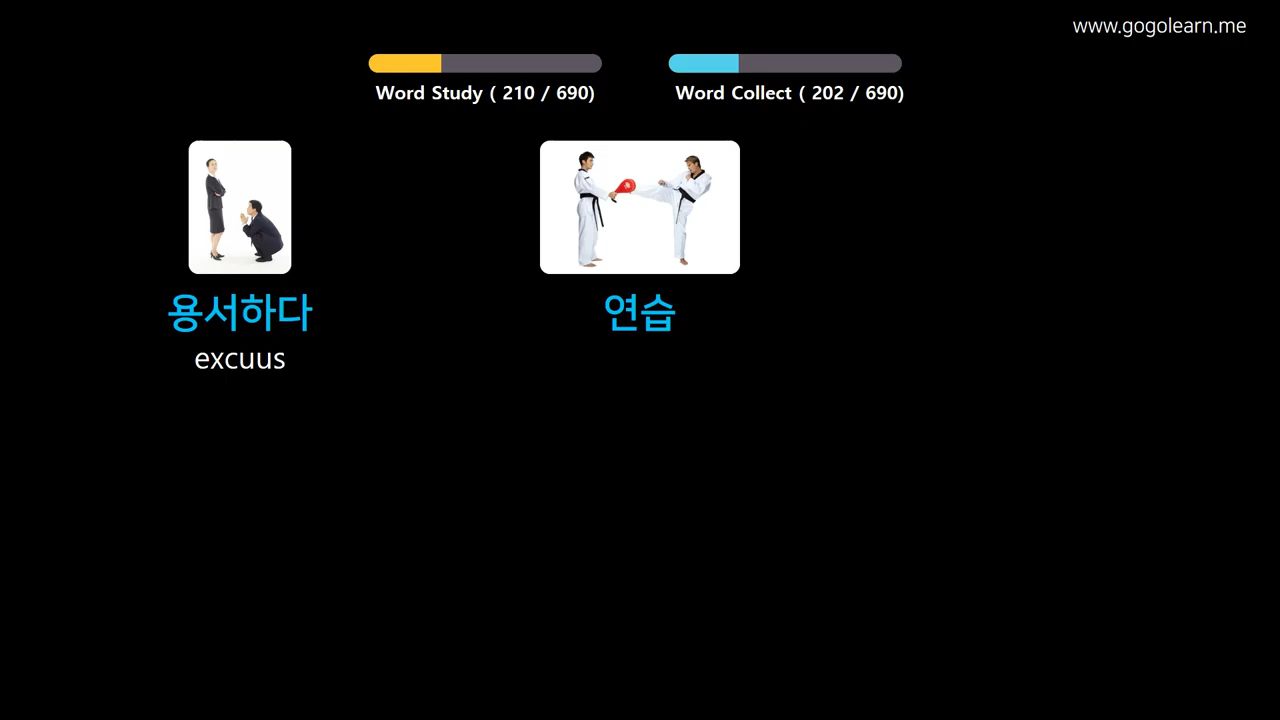 www.gogolearn.me
Word Study ( 210 / 690)
Word Collect ( 202 / 690)
용서하다
연습
excuus